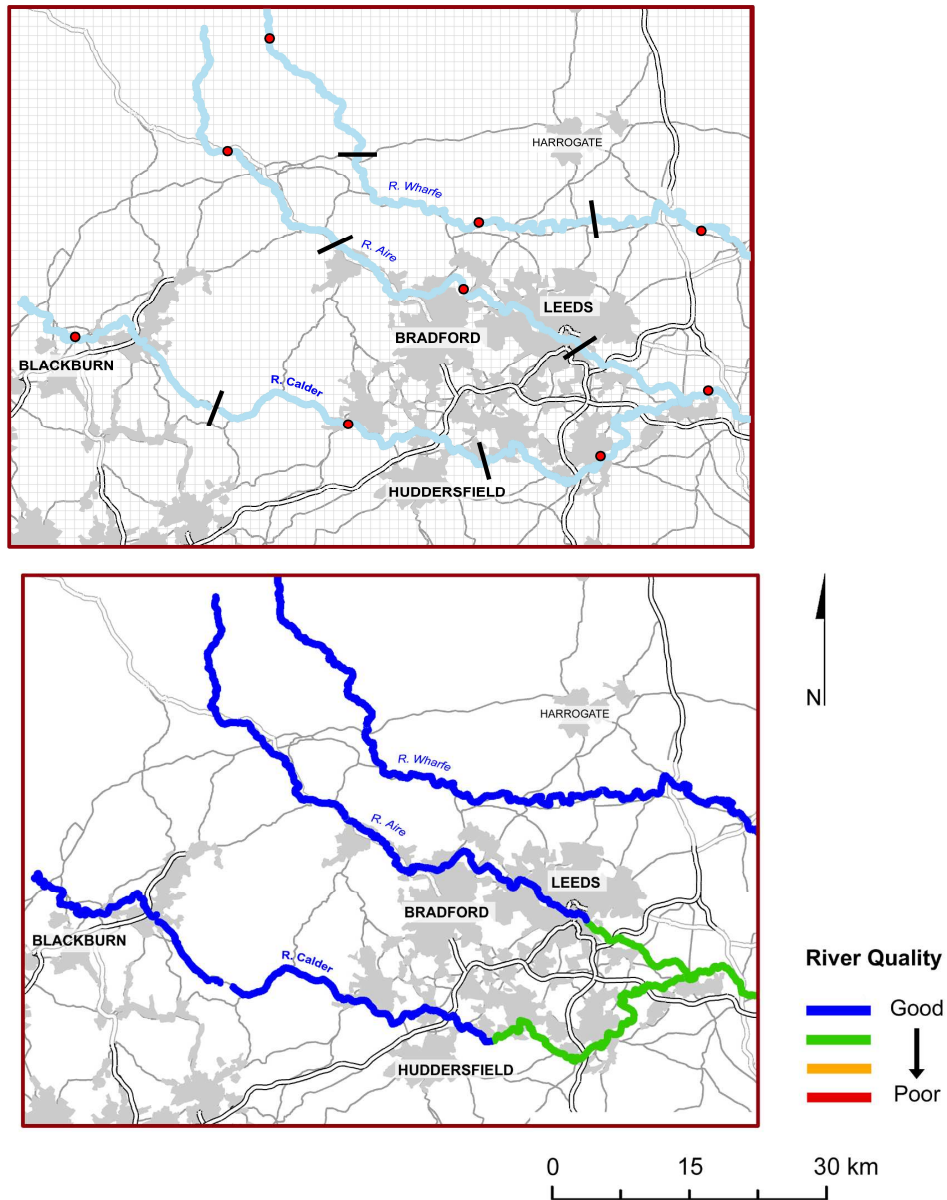 HARROGATE
R. Wharfe
R. Aire
LEEDS
BRADFORD
BLACKBURN
R. Calder
HUDDERSFIELD
N
HARROGATE
R. Wharfe
R. Aire
LEEDS
BRADFORD
BLACKBURN
R. Calder
HUDDERSFIELD
River Quality
Good
Poor
0 15 30 km